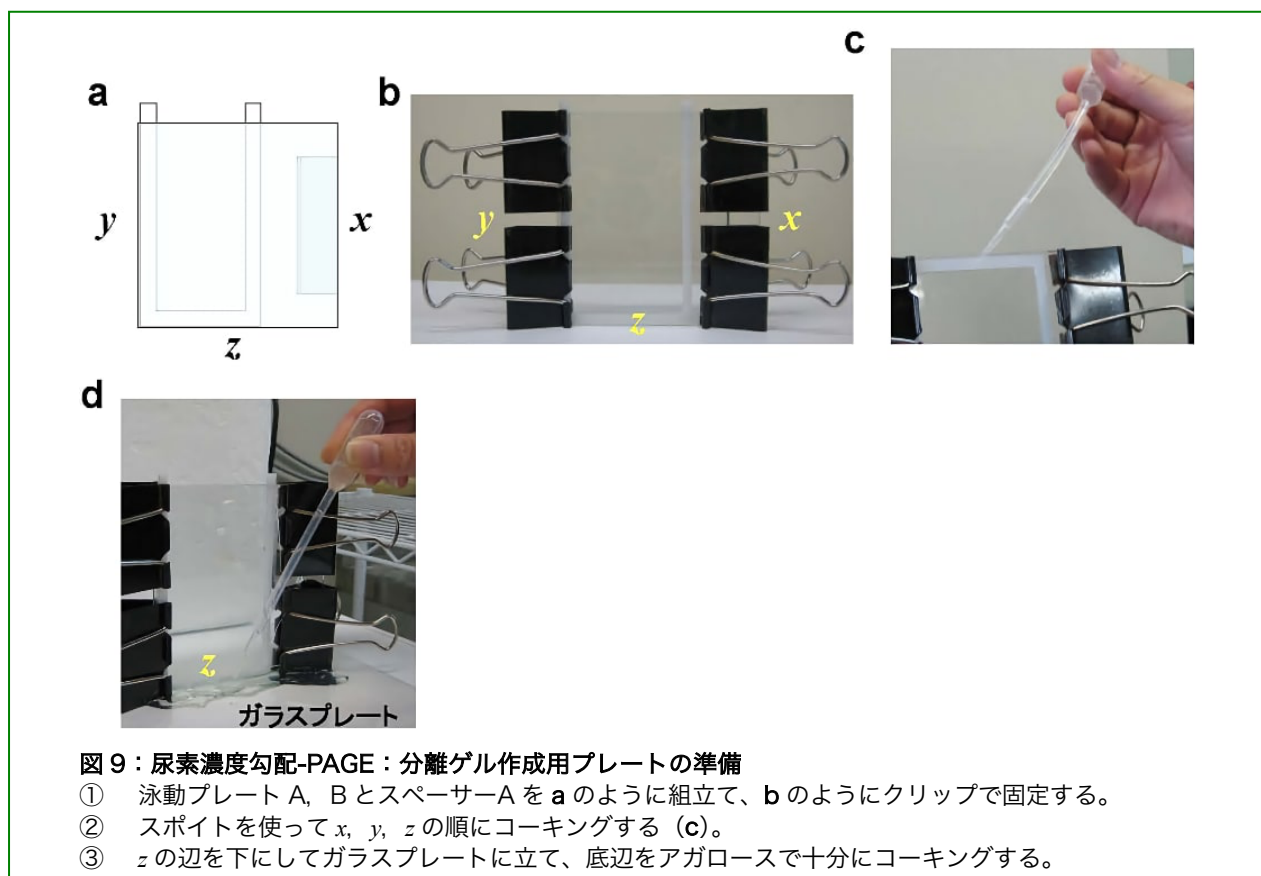 a
b
c
y
x
z
y
x
z
d
z
ガラスプレート
図 9：尿素濃度勾配-PAGE：分離ゲル作成用プレートの準備
① 泳動プレート A, B とスペーサーA を a のように組立て、b のようにクリップで固定する。
② スポイトを使って x, y, z の順にコーキングする（c）。
③ z の辺を下にしてガラスプレートに立て、底辺をアガロースで十分にコーキングする。